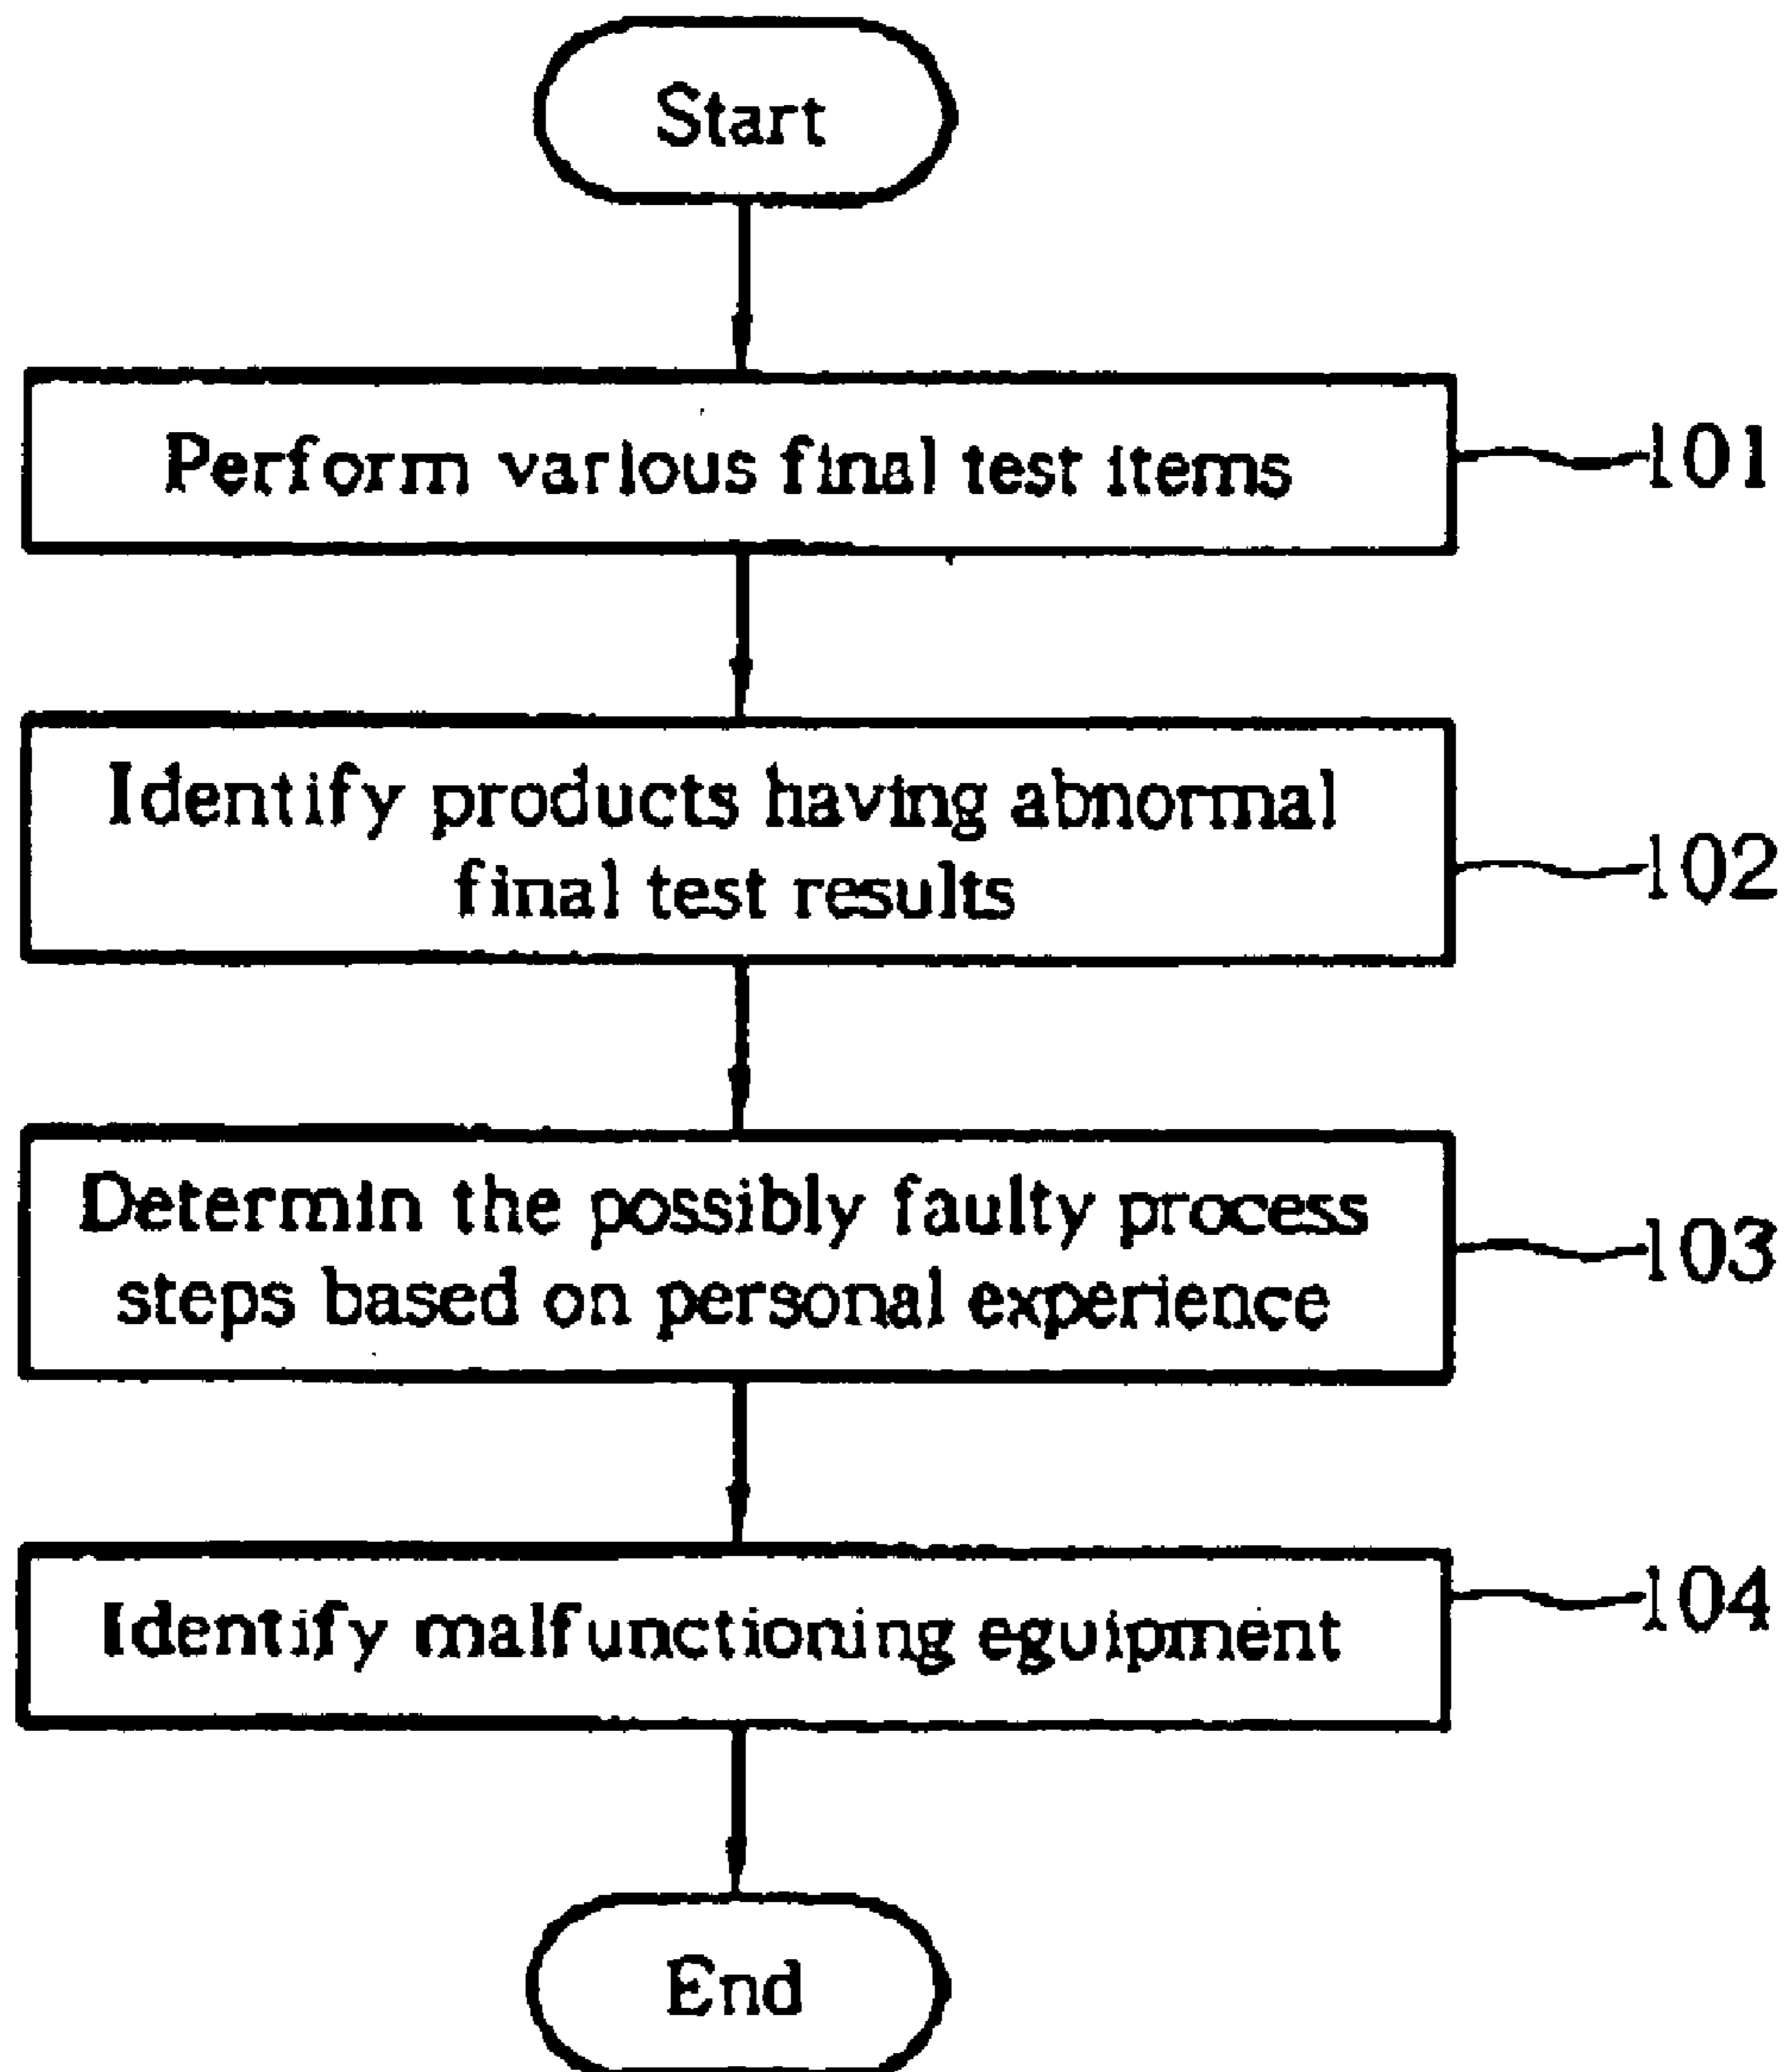 Start
Perform various final test items
101
Identify products having abnormal
final test results
102
Determin the possibly faulty process
steps based on personal experience
103
Identify malfunctioning eguipment
104
End